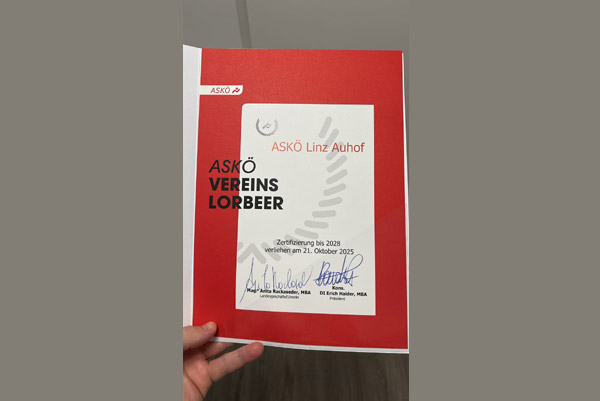 ASKÖ
ASKÖ Linz Auhof
ASKÖ
VEREINS
LORBEER
Zertifizierung bis 2028
verliehen am 21. Oktober 2025
Mag. Anita Rackaseder, MBA
Landesgeschäftsführerin
Kons.
DI Erich Haider, MBA
Präsident